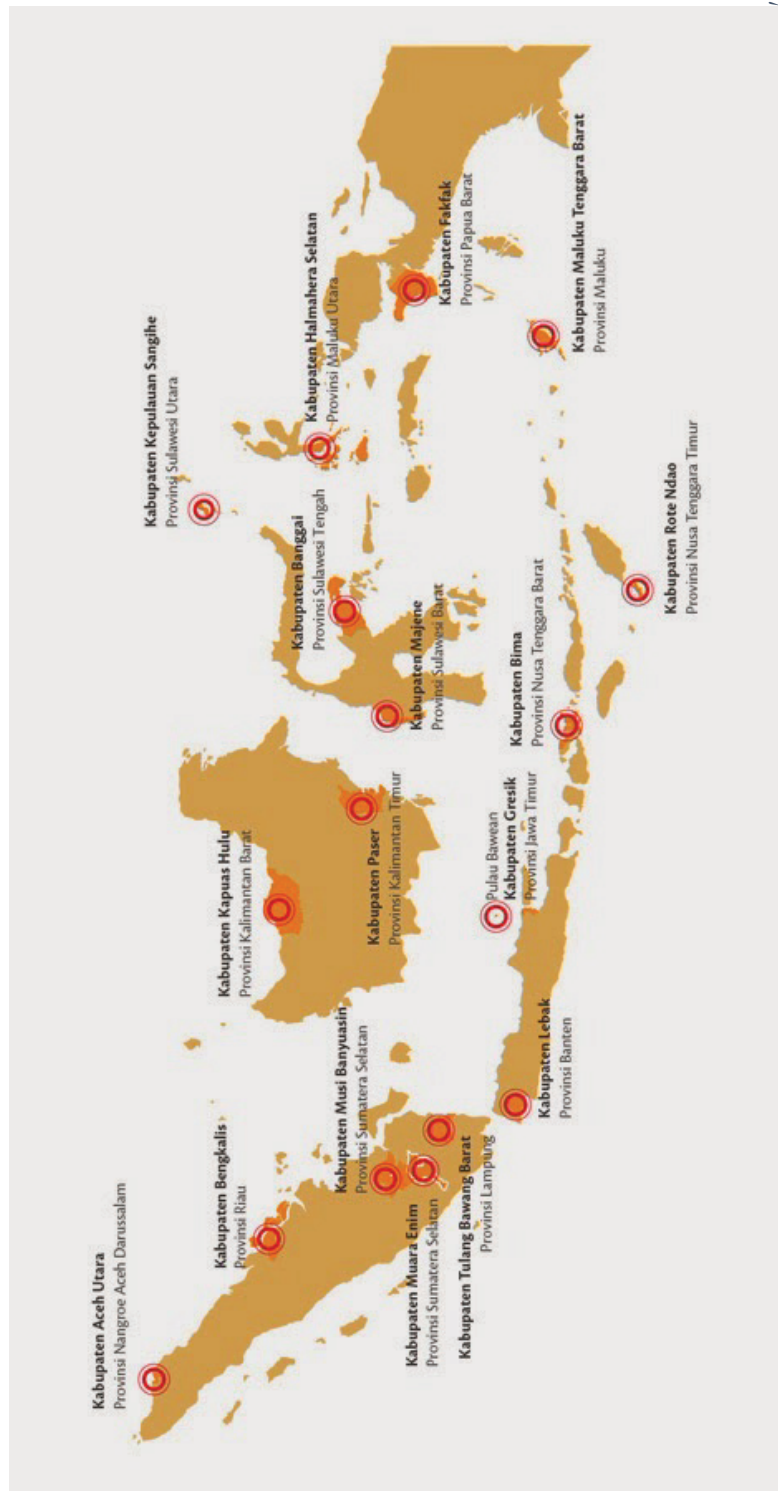 Kabupaten Aceh Utara
Provinsi Nangroe Aceh Darussalam
Kabupaten Bengkalis
Provinsi Riau
Kabupaten Musi Banyuasin
Provinsi Sumatera Selatan
Kabupaten Muara Enim
Provinsi Sumatera Selatan
Kabupaten Tulang Bawang Barat
Provinsi Lampung
Kabupaten Lebak
Provinsi Banten
Kabupaten Kapuas Hulu
Provinsi Kalimantan Barat
Kabupaten Paser
Provinsi Kalimantan Timur
Pulau Bawean
Kabupaten Gresik
Provinsi Jawa Timur
Kabupaten Majene
Provinsi Sulawesi Barat
Kabupaten Banggai
Provinsi Sulawesi Tengah
Kabupaten Bima
Provinsi Nusa Tenggara Barat
Kabupaten Kepulauan Sangihe
Provinsi Sulawesi Utara
Kabupaten Halmahera Selatan
Provinsi Maluku Utara
Kabupaten Rote Ndao
Provinsi Nusa Tenggara Timur
Kabupaten Fakfak
Provinsi Papua Barat
Kabupaten Maluku Tenggara Barat
Provinsi Maluku